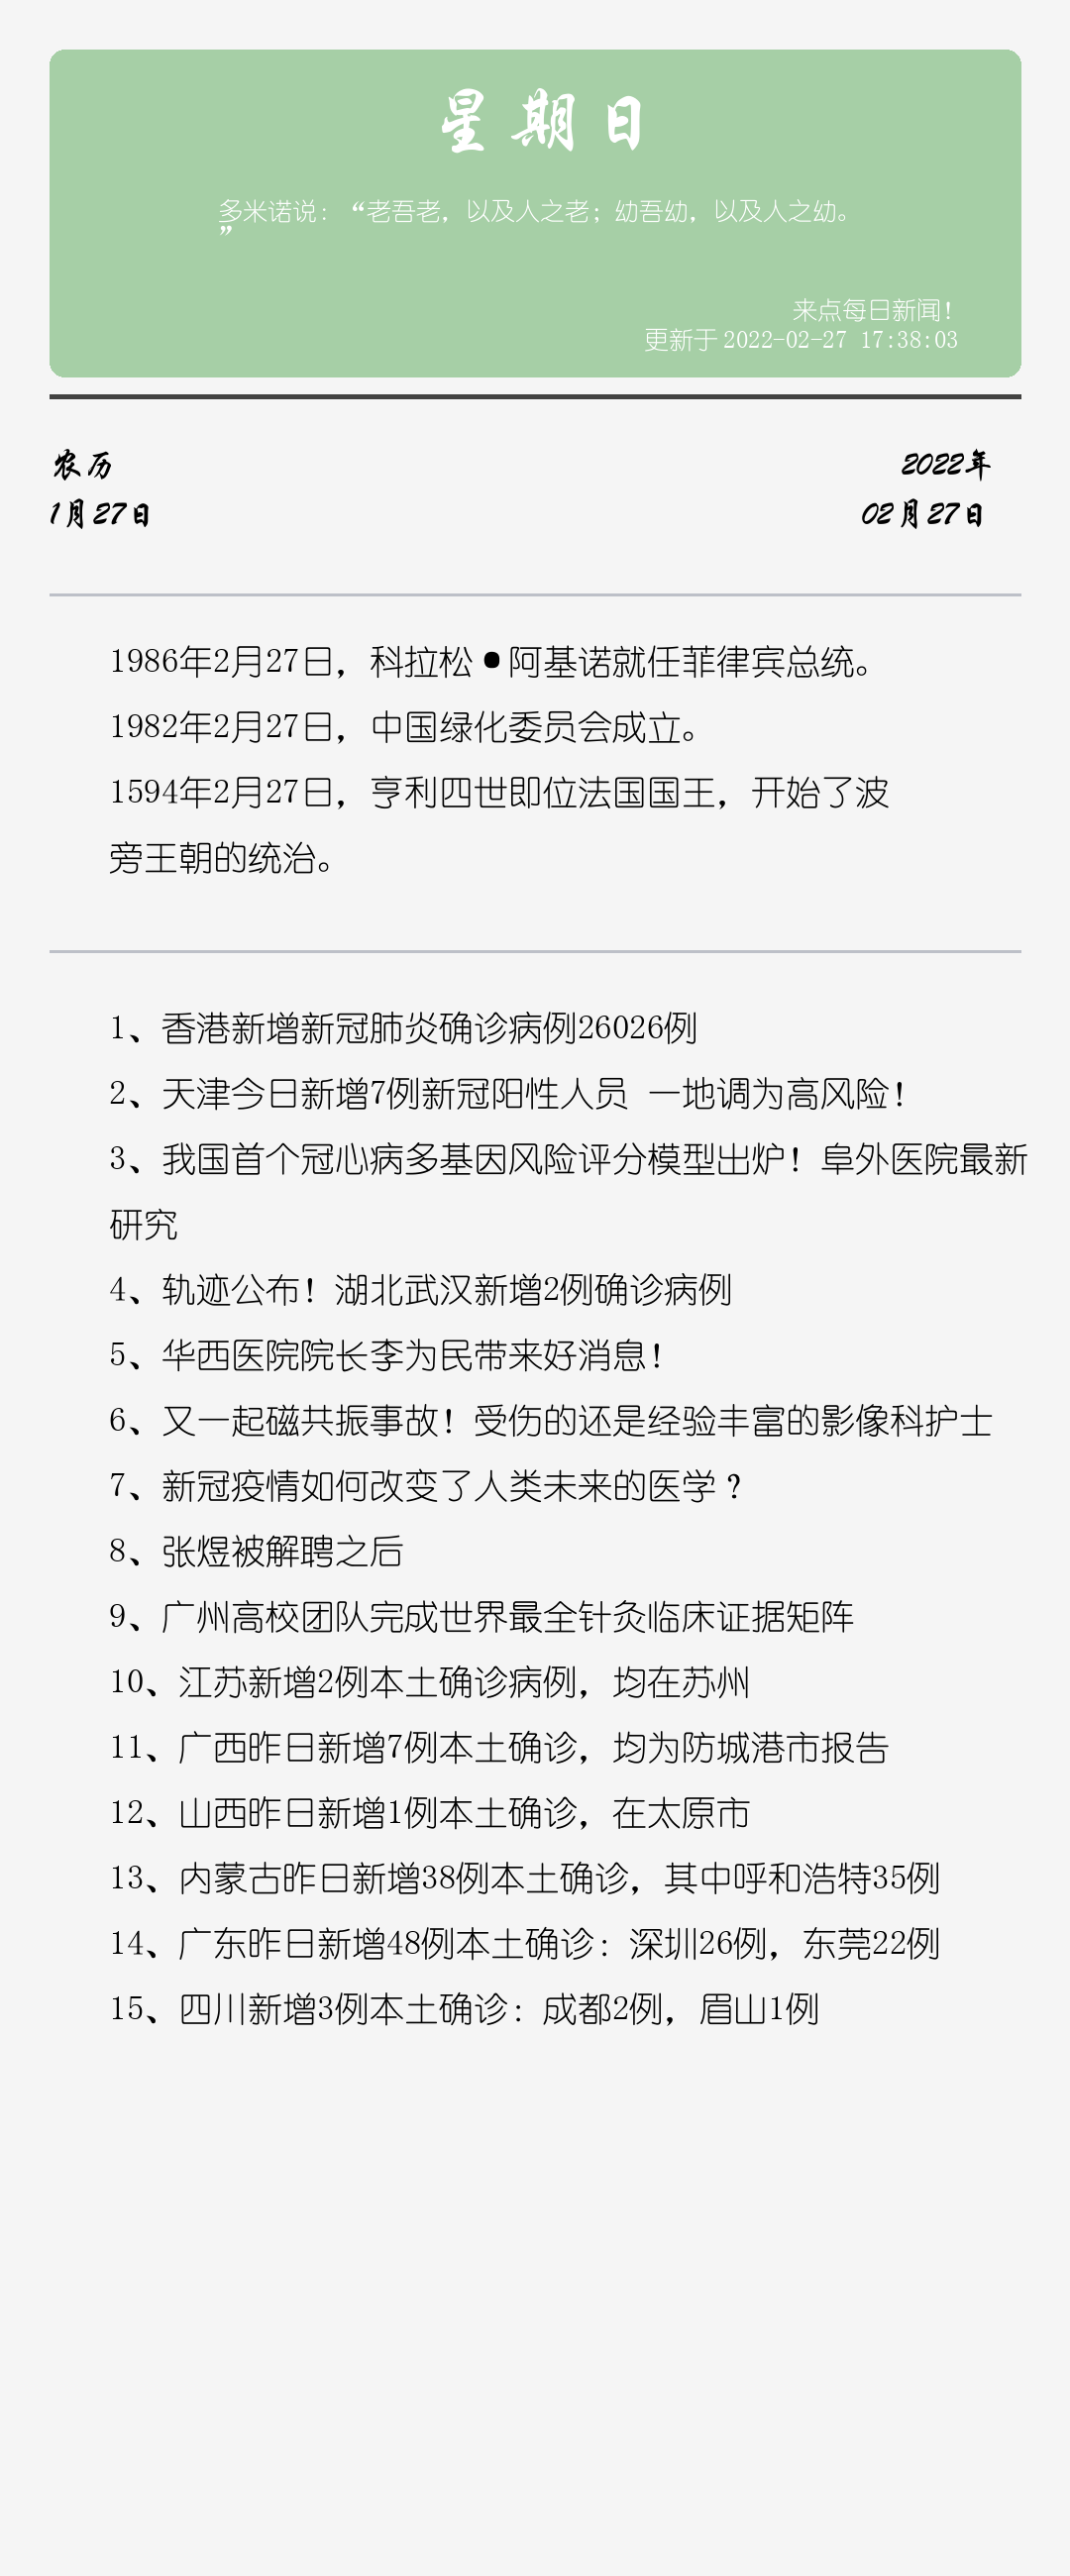 星期日
多米诺说：“老吾老，以及人之老；幼吾幼，以及人之幼。
”
来点每日新闻！
更新于 2022-02-27 17:38:03
农历
2022年
1月27日
02月27日
1986年2月27日，科拉松•阿基诺就任菲律宾总统。
1982年2月27日，中国绿化委员会成立。
1594年2月27日，亨利四世即位法国国王，开始了波
旁王朝的统治。
1、香港新增新冠肺炎确诊病例26026例
2、天津今日新增7例新冠阳性人员 一地调为高风险！
3、我国首个冠心病多基因风险评分模型出炉！阜外医院最新
研究
4、轨迹公布！湖北武汉新增2例确诊病例
5、华西医院院长李为民带来好消息！
6、又一起磁共振事故！受伤的还是经验丰富的影像科护士
7、新冠疫情如何改变了人类未来的医学？
8、张煜被解聘之后
9、广州高校团队完成世界最全针灸临床证据矩阵
10、江苏新增2例本土确诊病例，均在苏州
11、广西昨日新增7例本土确诊，均为防城港市报告
12、山西昨日新增1例本土确诊，在太原市
13、内蒙古昨日新增38例本土确诊，其中呼和浩特35例
14、广东昨日新增48例本土确诊：深圳26例，东莞22例
15、四川新增3例本土确诊：成都2例，眉山1例